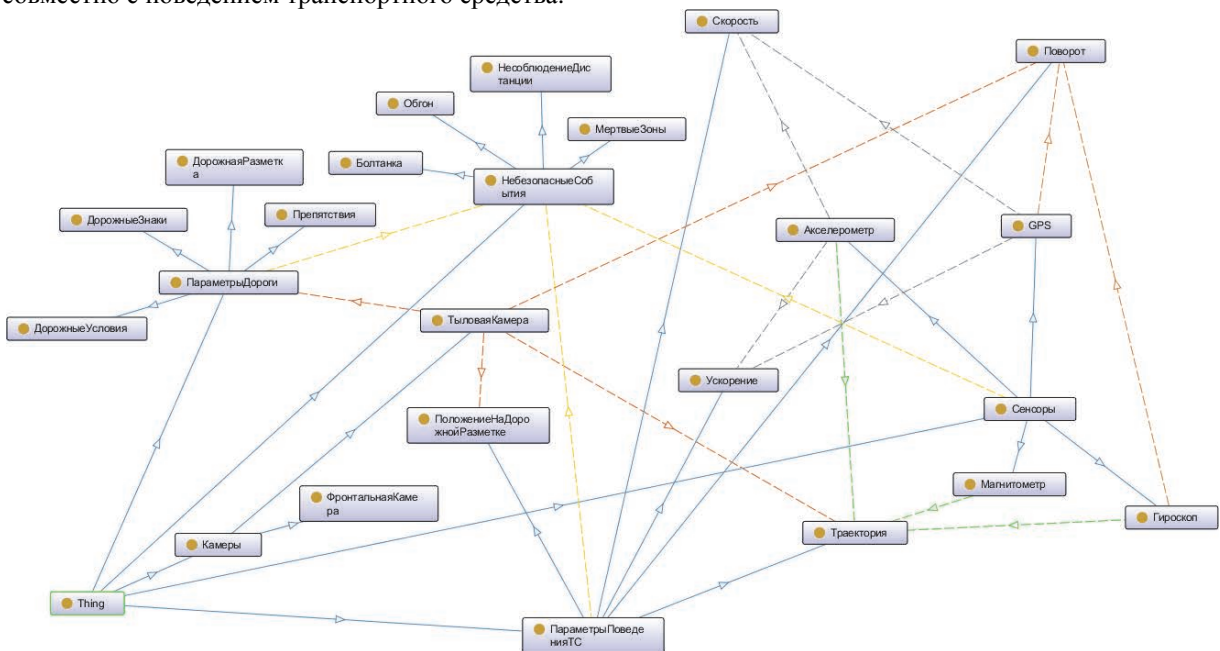 совместно с поведением транспортного средства.
Скорость
Поворот
НесоблюдениеДис
танции
Обгон
МертвыеЗоны
ДорожнаяРазметк
а
Болтанка
НебезопасныеСоб
ытия
ДорожныеЗнаки
Препятствия
Акселерометр
GPS
ПараметрыДороги
ДорожныеУсловия
ТыловаяКамера
Ускорение
Сенсоры
ПоложениеНаДоро
жнойРазметке
Магнитометр
ФронтальнаяКаме
ра
Гироскоп
Траектория
Камеры
Thing
ПараметрыПоведе
нияТС